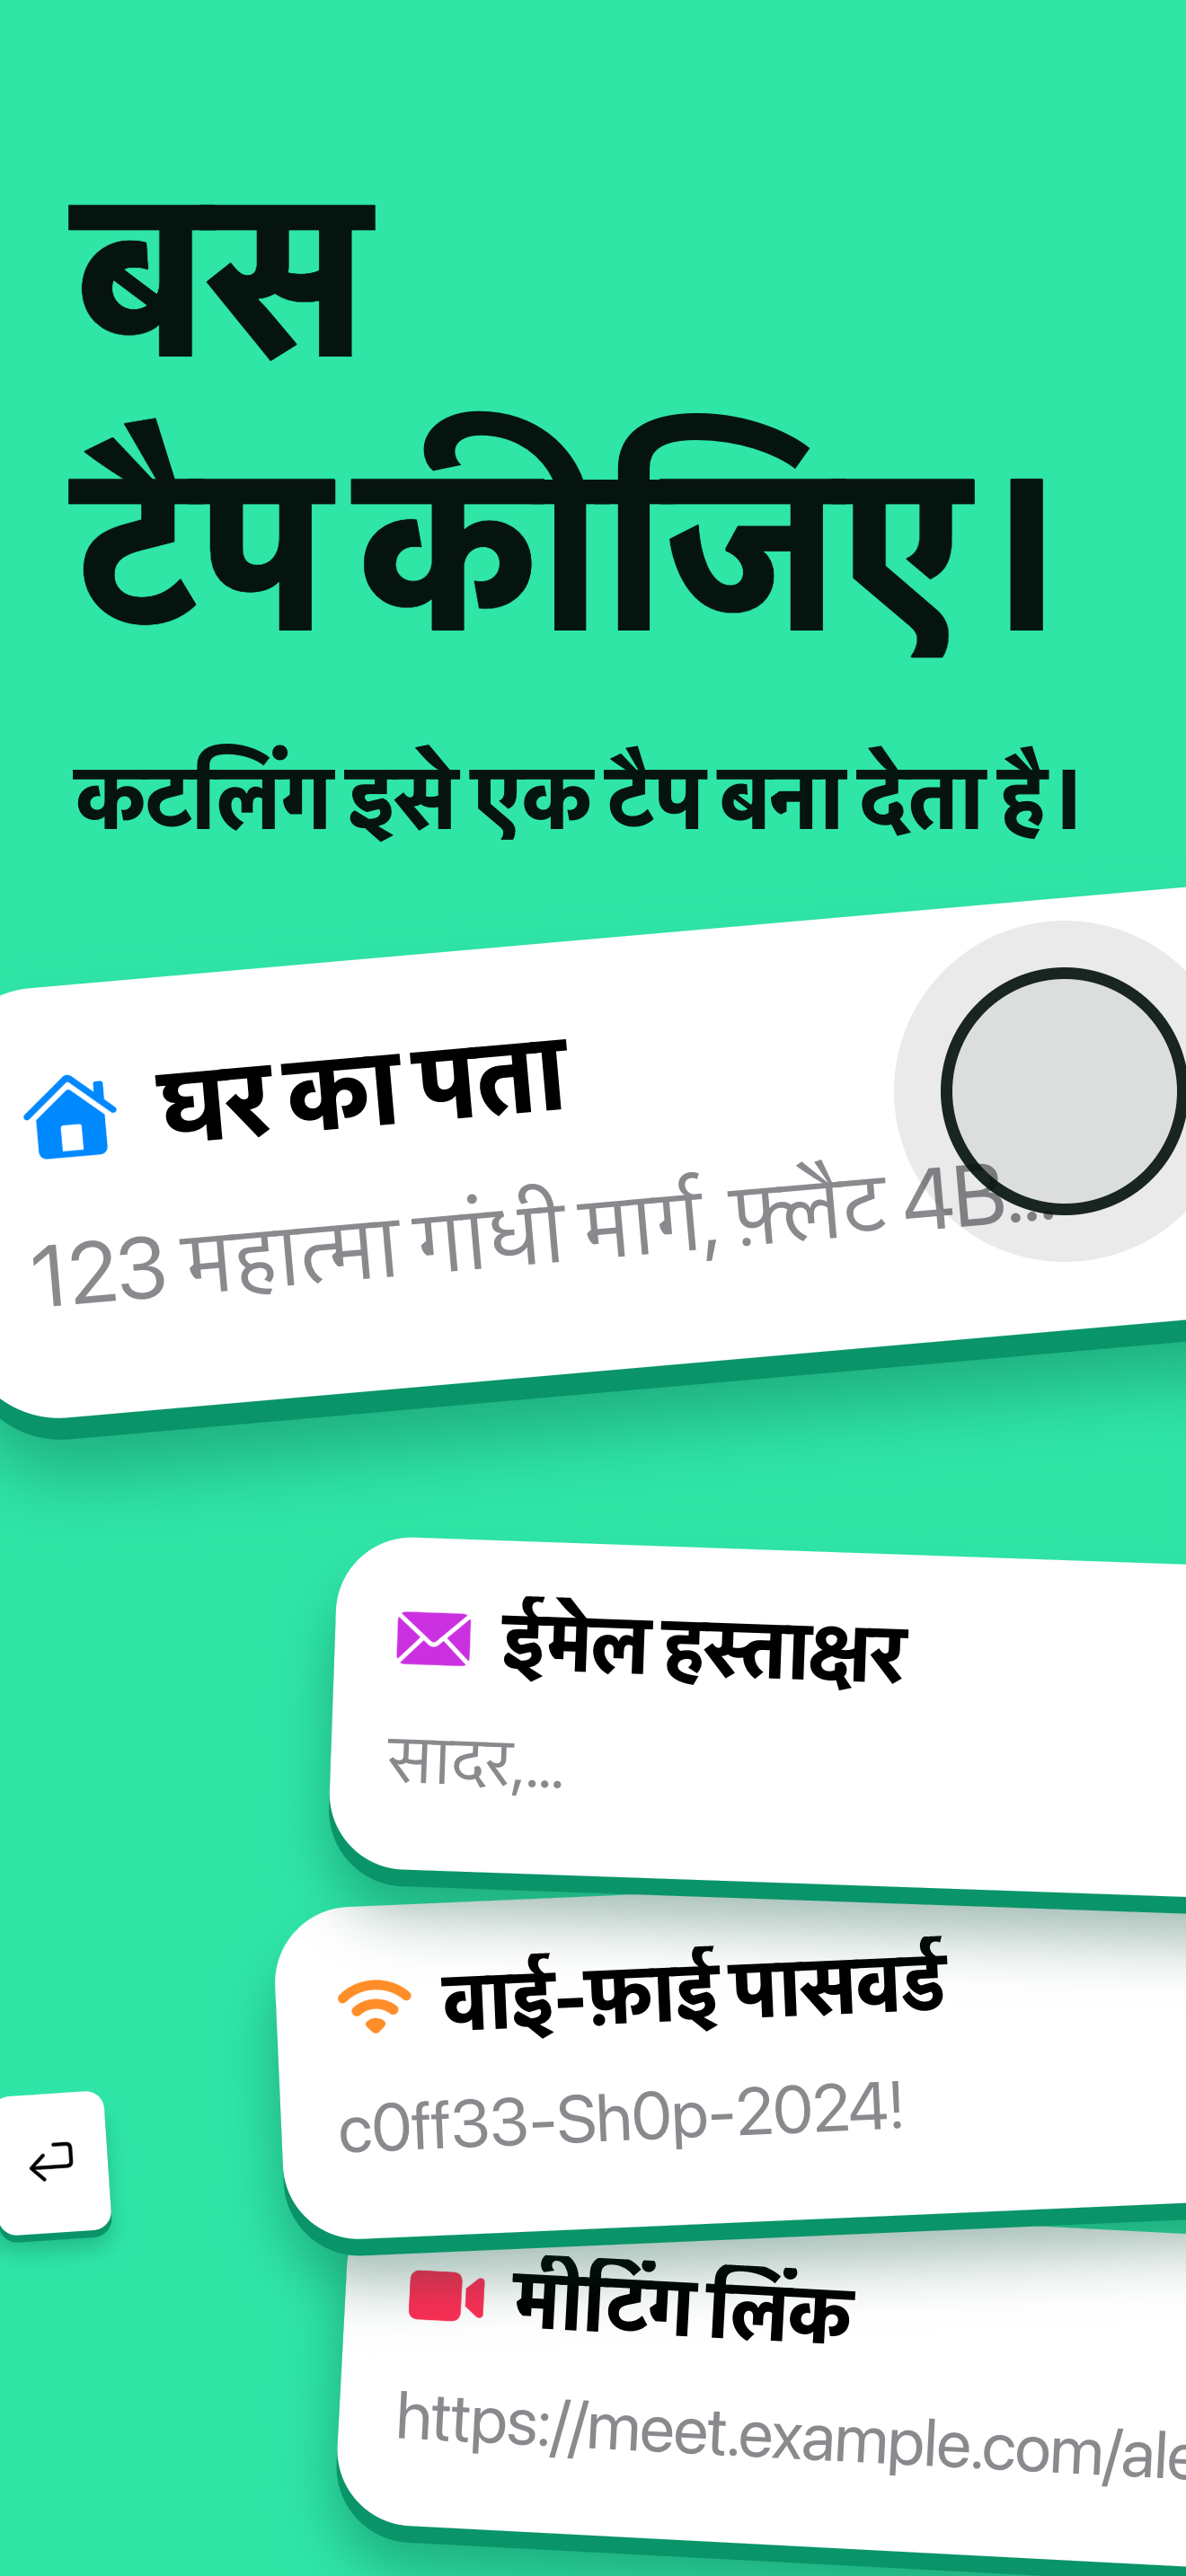 बस
टैप कीजिए।
कटलिंग इसे एक टैप बना देता है।
घर का पता
123 महात्मा गांधी मार्ग, फ़्लैट 4B...
ईमेल हस्ताक्षर
सादर,...
वाई-फ़ाई पासवर्ड
c0ff33-Sh0p-2024!
मीटिंग लिंक
https://meet.example.com/ale